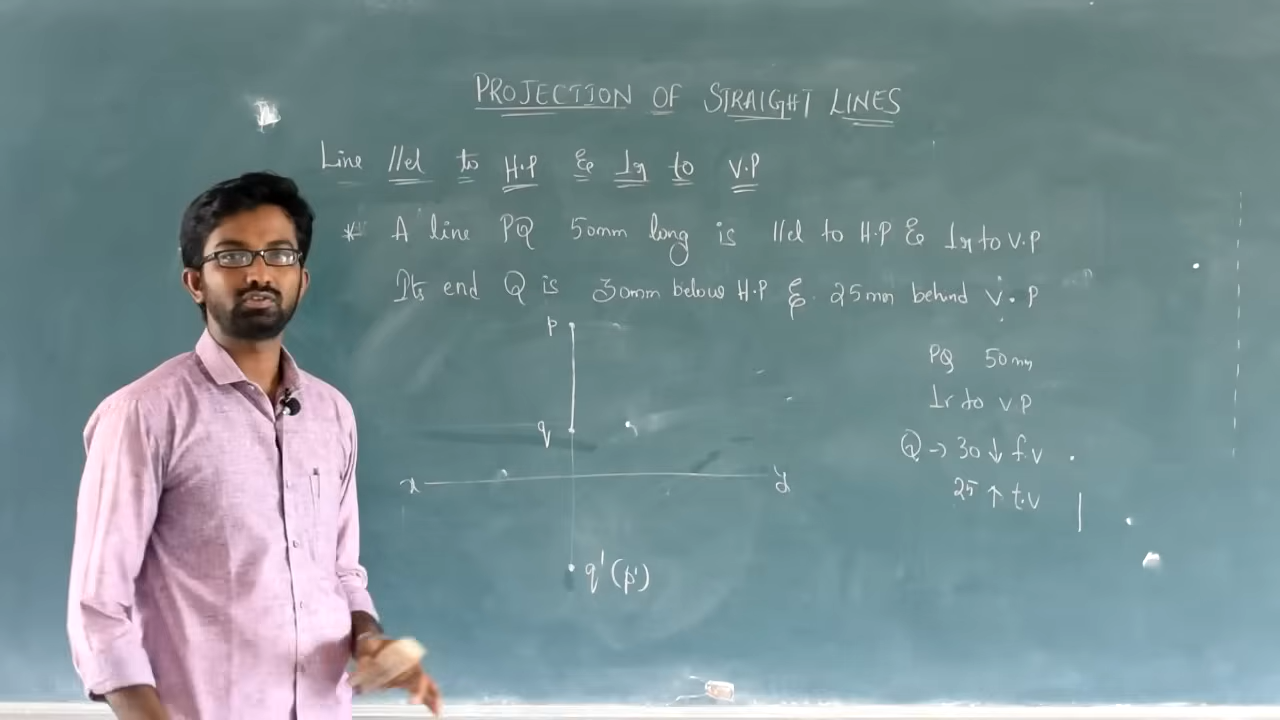 PROJECTION OF STRAIGHT LINES
Line //el to H.P & ⊥r to V.P
* A line PQ 50mm long is //el to H.P & ⊥r to V.P
Its end Q is 30mm below H.P & 25mm behind V.P
p
PQ 50mm
⊥r to VP
q
Q → 30 ↓ f.v
x y
25 ↑ t.v
q' (p')